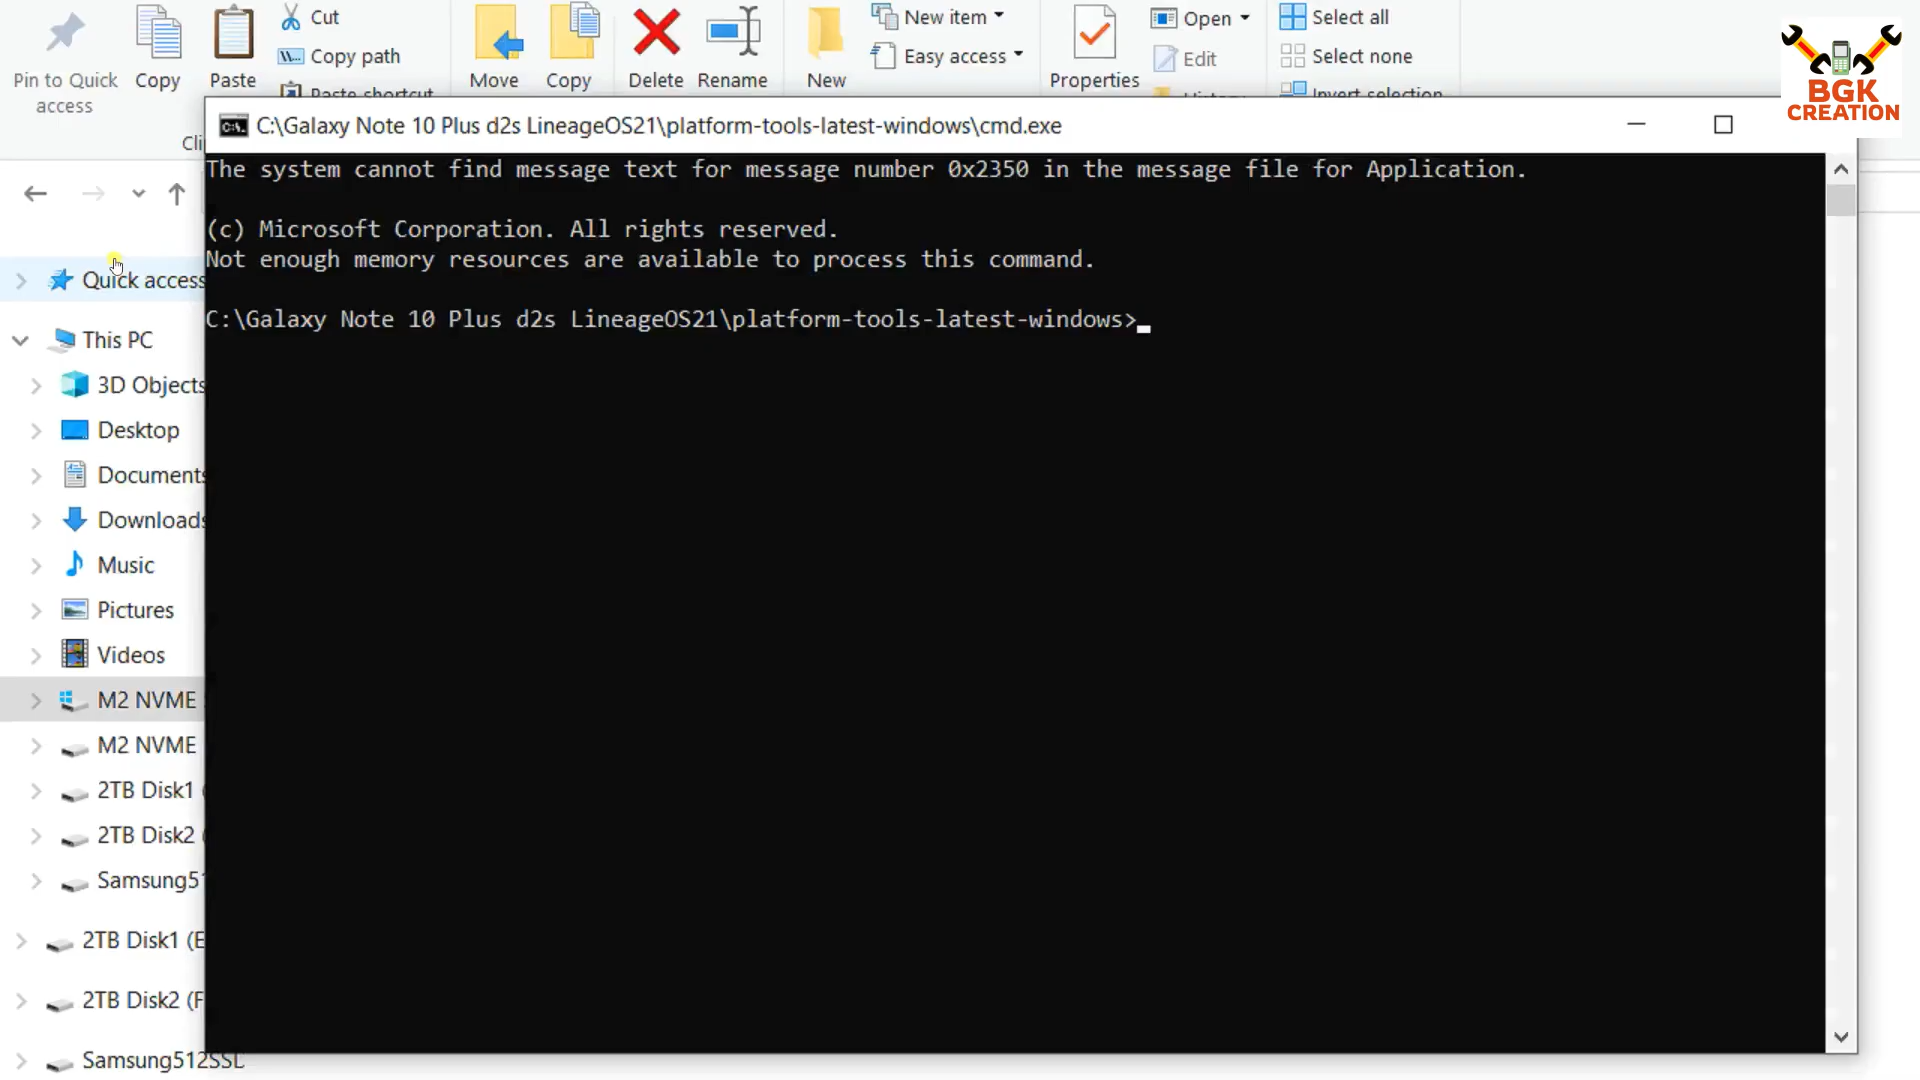 Pin to Quick access
Copy
Paste
Cut
Copy path
Paste shortcut
Move
Copy
Delete
Rename
New
New item
Easy access
Properties
Open
Edit
Select all
Select none
Invert selection
BGK
CREATION
C:\Galaxy Note 10 Plus d2s LineageOS21\platform-tools-latest-windows\cmd.exe
The system cannot find message text for message number 0x2350 in the message file for Application.
(c) Microsoft Corporation. All rights reserved.
Not enough memory resources are available to process this command.
C:\Galaxy Note 10 Plus d2s LineageOS21\platform-tools-latest-windows>
Quick access
This PC
3D Objects
Desktop
Documents
Downloads
Music
Pictures
Videos
M2 NVME
M2 NVME
2TB Disk1 (
2TB Disk2 (
Samsung51
2TB Disk1 (E
2TB Disk2 (F
Samsung512SSD